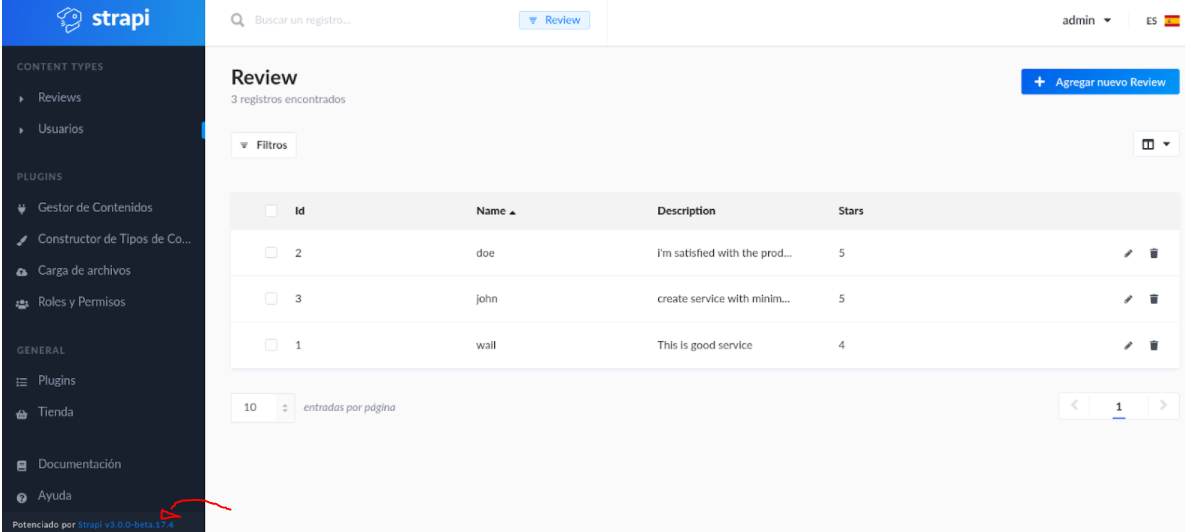 strapi
Buscar un registro...
Review
admin
ES
CONTENT TYPES
Reviews
Usuarios
PLUGINS
Gestor de Contenidos
Constructor de Tipos de Co...
Carga de archivos
Roles y Permisos
GENERAL
Plugins
Tienda
Documentación
Ayuda
Potenciado por Strapi v3.0.0-beta.17.4
Review
3 registros encontrados
+ Agregar nuevo Review
Filtros
Id Name Description Stars
2 doe i'm satisfied with the prod... 5
3 john create service with minim... 5
1 wail This is good service 4
10 entradas por página
1